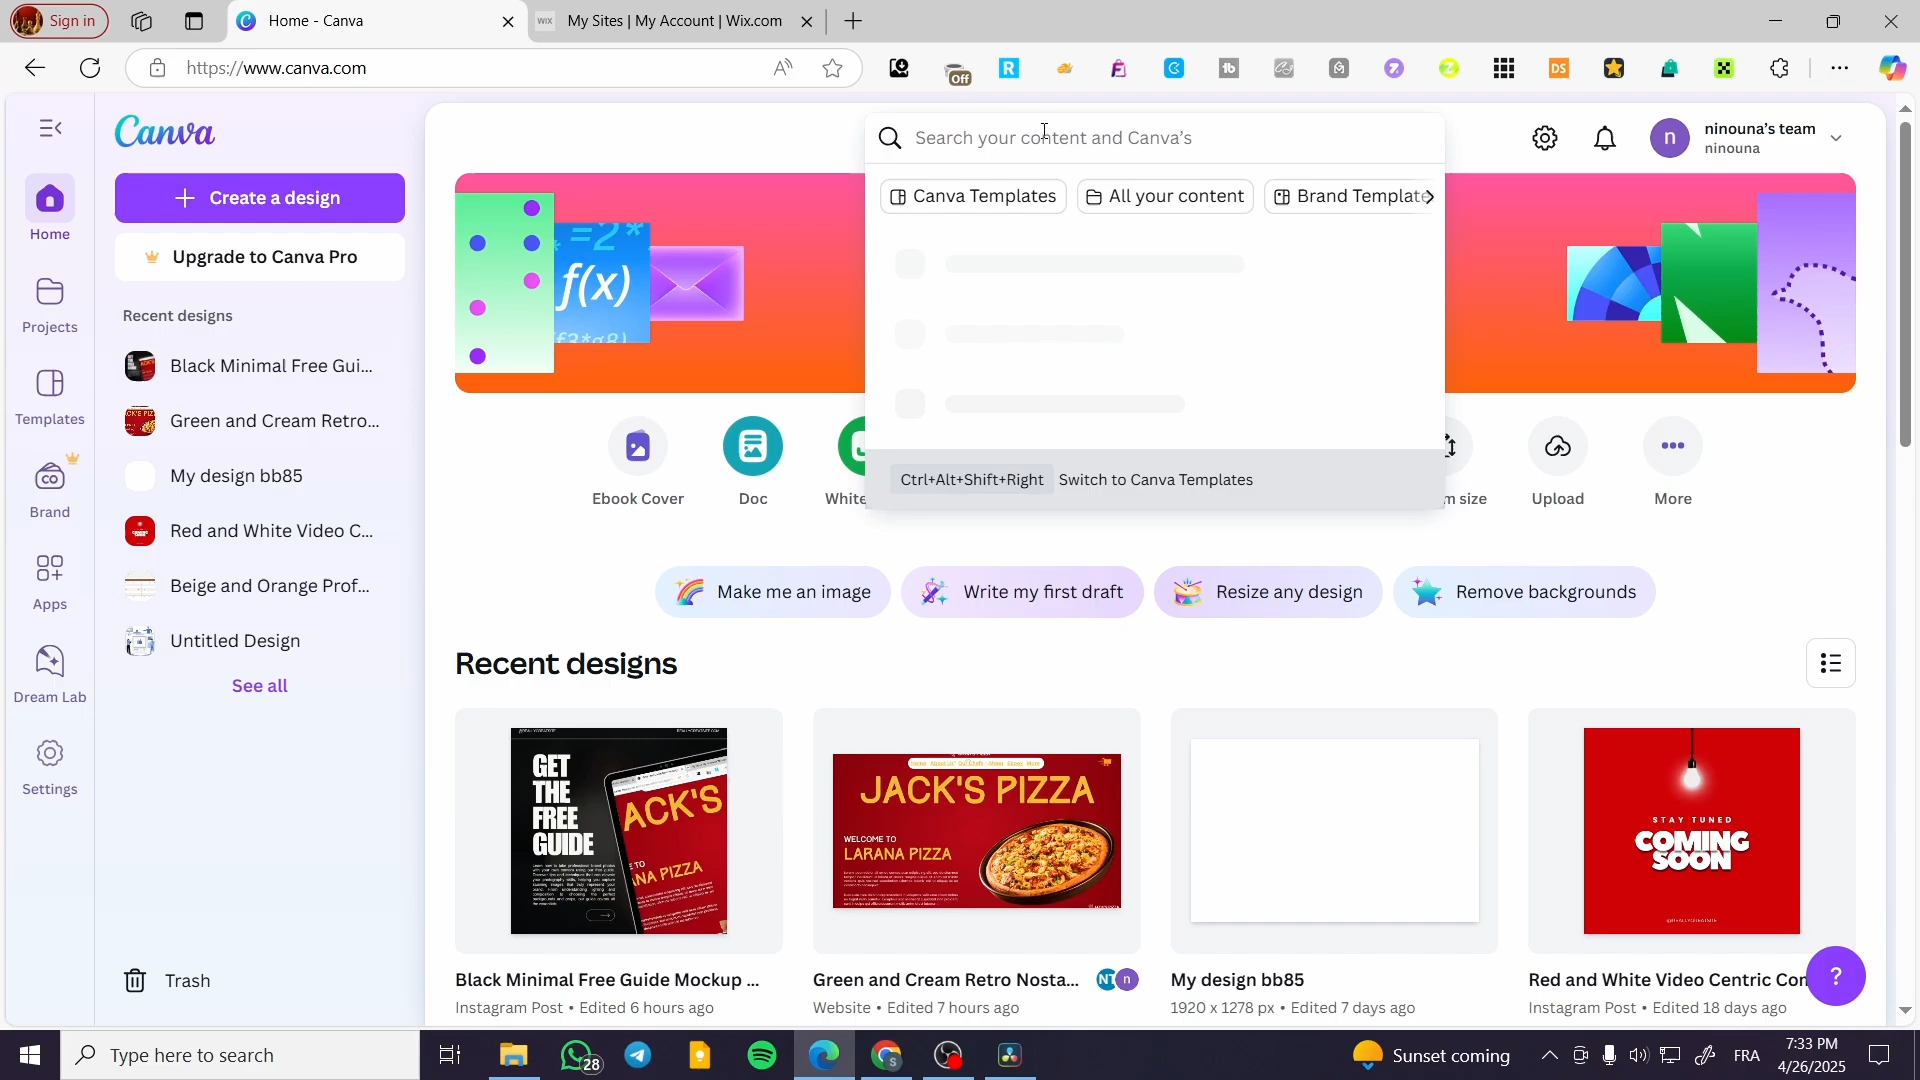 Sign in
Home - Canva
WIX
My Sites | My Account | Wix.com
https://www.canva.com
Off
Canva
Create a design
Upgrade to Canva Pro
Recent designs
Black Minimal Free Gui...
Green and Cream Retro...
My design bb85
Red and White Video C...
Beige and Orange Prof...
Untitled Design
See all
Trash
Home
Projects
Templates
Brand
Apps
Dream Lab
Settings
Search your content and Canva's
Canva Templates
All your content
Brand Template
Ctrl+Alt+Shift+Right Switch to Canva Templates
n
ninouna's team
ninouna
f(x)
Ebook Cover
Doc
White
m size
Upload
More
Make me an image
Write my first draft
Resize any design
Remove backgrounds
Recent designs
GET
THE
FREE
GUIDE
ACK'S
NA PIZZA
JACK'S PIZZA
WELCOME TO
LARANA PIZZA
STAY TUNED
COMING
SOON
Black Minimal Free Guide Mockup ...
Instagram Post • Edited 6 hours ago
Green and Cream Retro Nosta...
NT
n
Website • Edited 7 hours ago
My design bb85
1920 x 1278 px • Edited 7 days ago
Red and White Video Centric Com
Instagram Post • Edited 18 days ago
?
Type here to search
28
Sunset coming
FRA
7:33 PM
4/26/2025